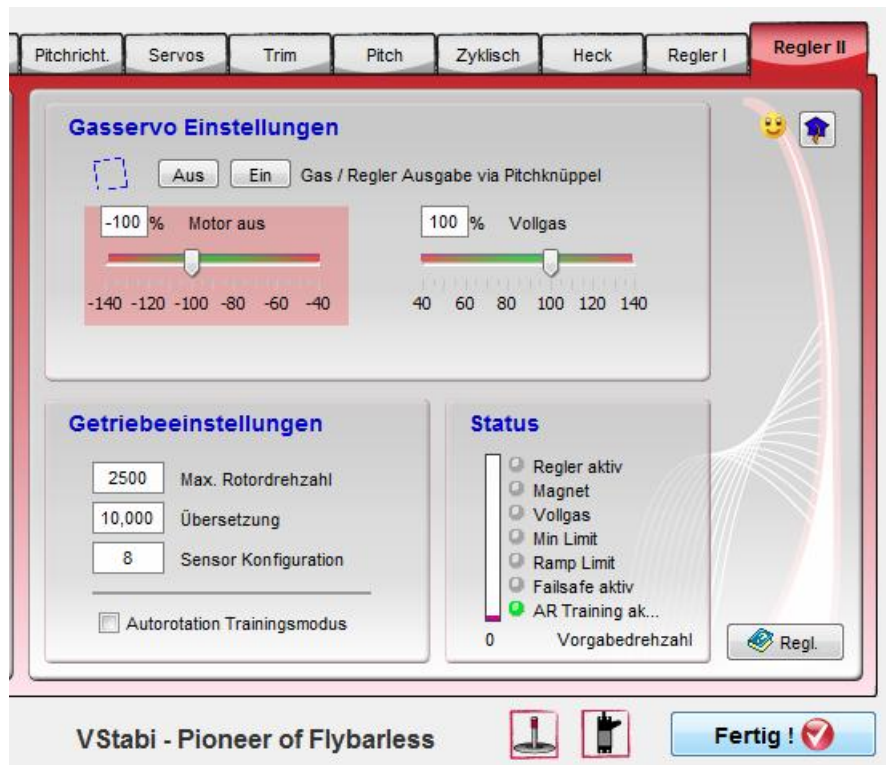 Pitchricht. Servos Trim Pitch Zyklisch Heck Regler I Regler II
Gasservo Einstellungen
Aus Ein Gas / Regler Ausgabe via Pitchknüppel
-100 % Motor aus 100 % Vollgas
-140 -120 -100 -80 -60 -40 40 60 80 100 120 140
Getriebeeinstellungen
2500 Max. Rotordrehzahl
10,000 Übersetzung
8 Sensor Konfiguration
Autorotation Trainingsmodus
Status
Regler aktiv
Magnet
Vollgas
Min Limit
Ramp Limit
Failsafe aktiv
AR Training ak...
0 Vorgabedrehzahl
Regl.
VStabi - Pioneer of Flybarless
Fertig !